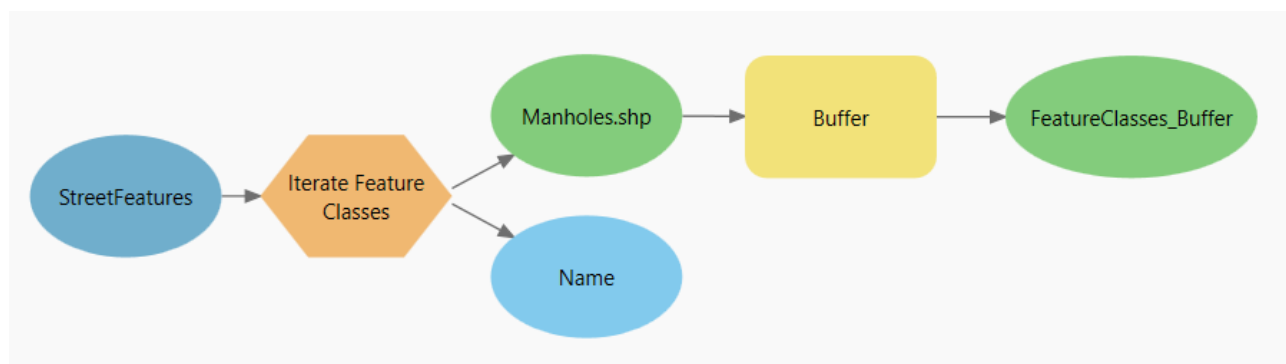 StreetFeatures
Iterate Feature
Classes
Manholes.shp
Buffer
FeatureClasses_Buffer
Name